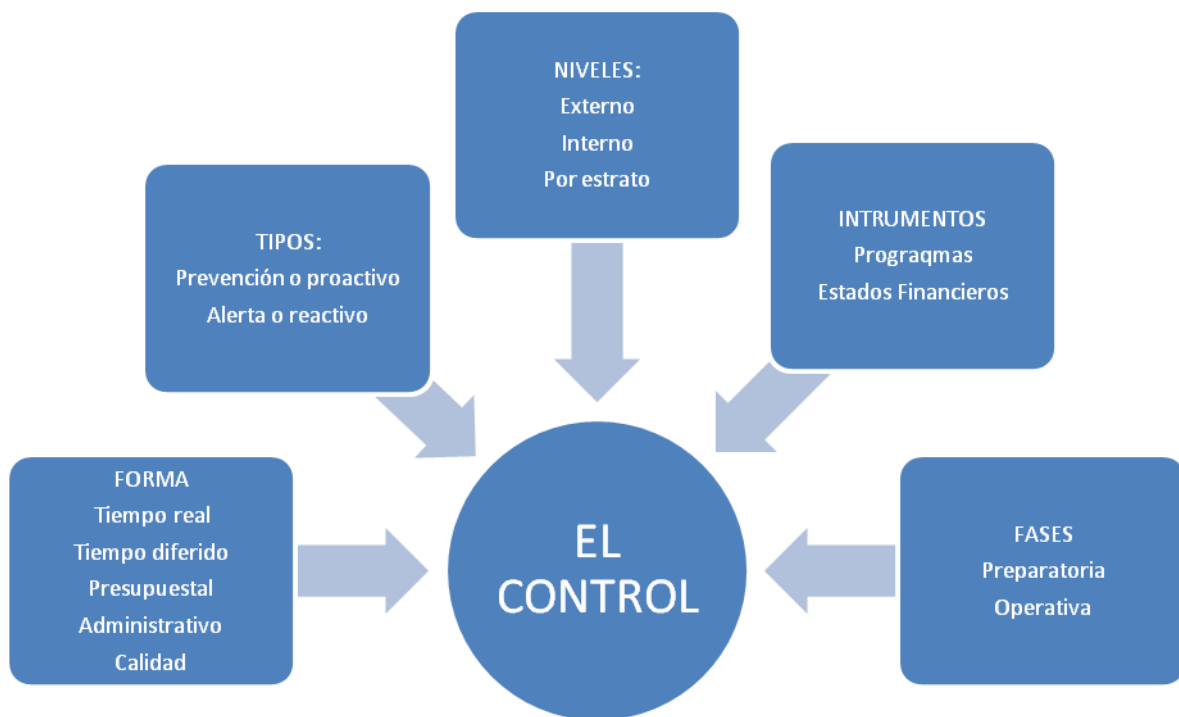 NIVELES:
Externo
Interno
Por estrato
TIPOS:
Prevención o proactivo
Alerta o reactivo
INTRUMENTOS
Prograqmas
Estados Financieros
FORMA
Tiempo real
Tiempo diferido
Presupuestal
Administrativo
Calidad
EL
CONTROL
FASES
Preparatoria
Operativa